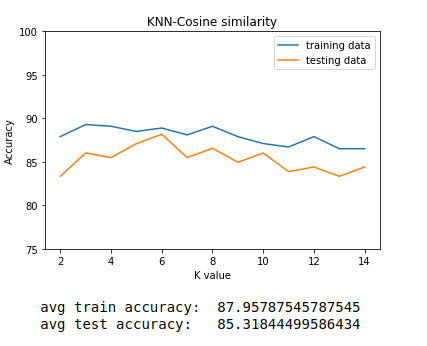 KNN-Cosine similarity
training data
testing data
100
95
90
85
80
75
Accuracy
2 4 6 8 10 12 14
K value
avg train accuracy: 87.95787545787545
avg test accuracy: 85.31844499586434